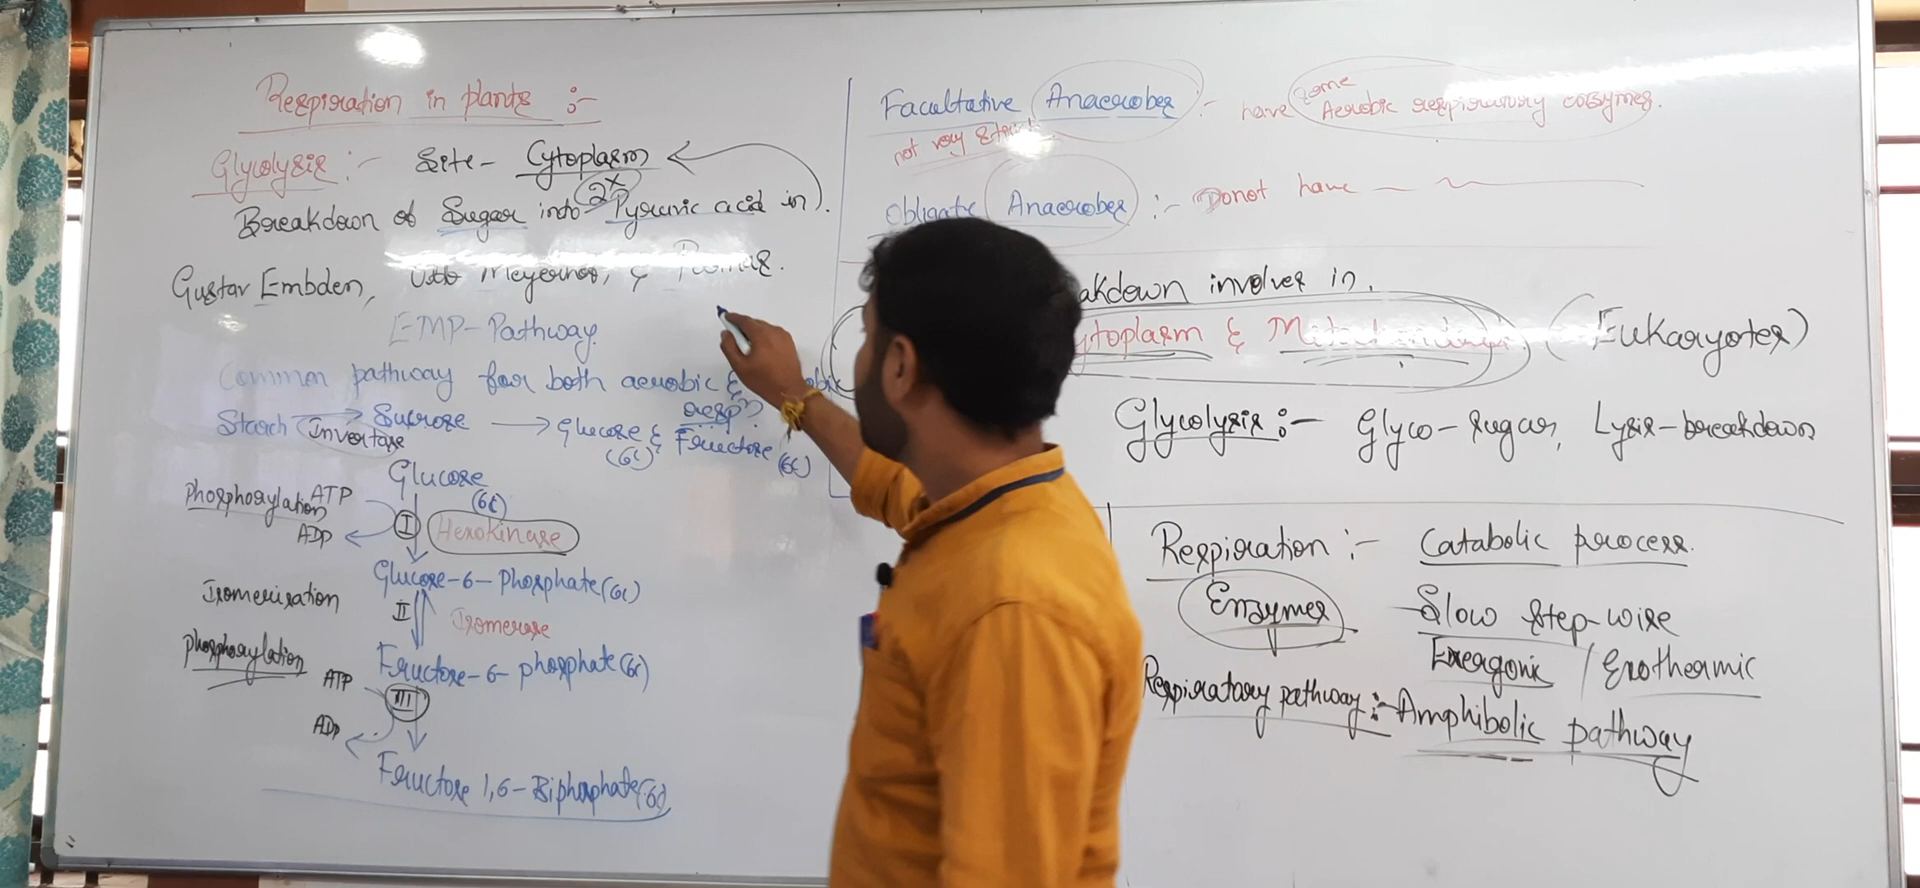 Respiration in plants :-
Glycolysis :- Site - Cytoplasm
2x
Breakdown of Sugar into Pyruvic acid in
Gustav Embden, Otto Meyerhof, &
EMP-Pathway
Common pathway for both aerobic &
resp?
Starch Sucrose Glucose & Fructose
Invertase (6C) (6C)
Glucose
(6C)
Phosphorylation ATP
ADP I Hexokinase
Glucose-6-Phosphate(6C)
Isomerisation II Isomerase
Fructose-6-phosphate(6C)
phosphorylation ATP III
ADP
Fructose 1,6-Biphosphate(6C)
Facultative Anaerobes :- have some Aerobic respiratory enzymes.
not very
Obligate Anaerobes :- Donot have
akdown involves in.
ytoplasm & (Eukaryotes)
Glycolysis :- Glyco-sugar, Lysis-breakdown
Respiration :- Catabolic process.
Enzymes Slow step-wise
Exergonic / Exothermic
Respiratory pathway :- Amphibolic pathway